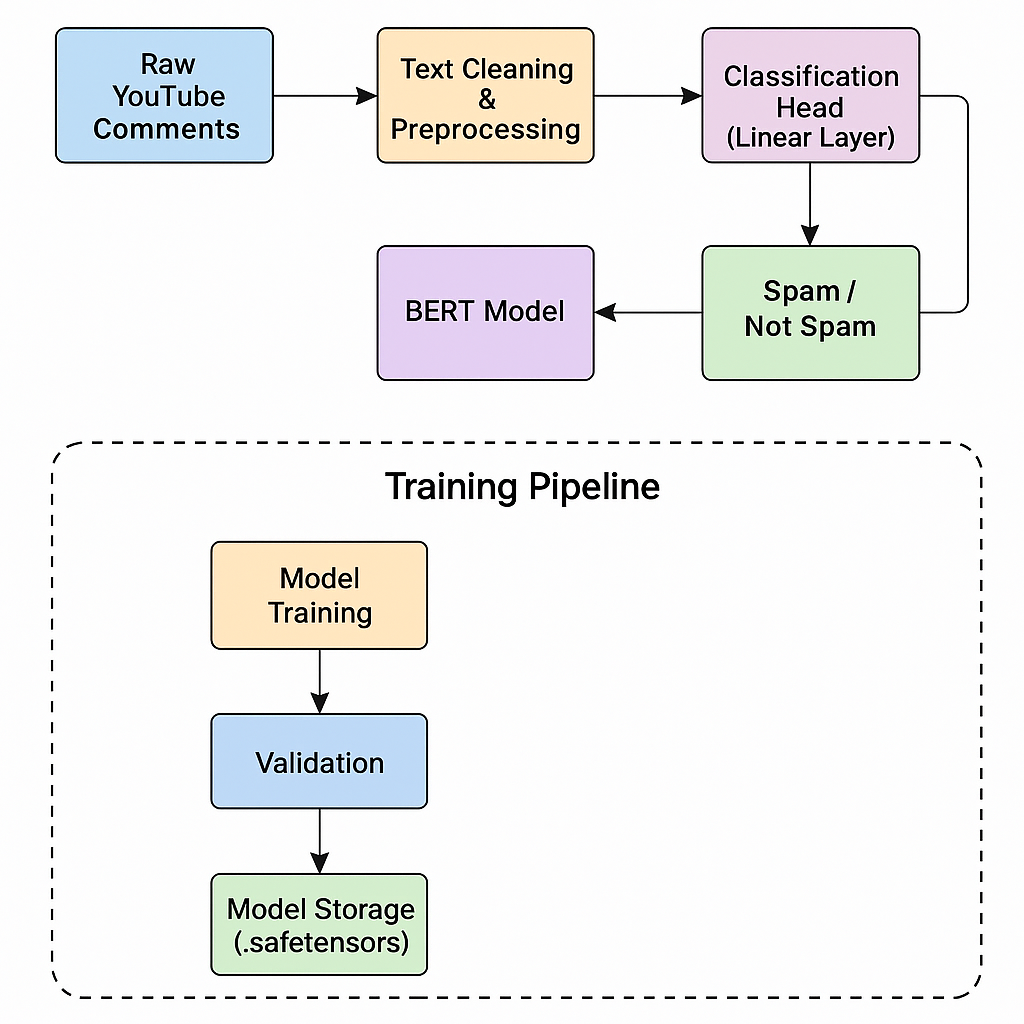 Raw
YouTube
Comments
Text Cleaning
&
Preprocessing
Classification
Head
(Linear Layer)
BERT Model
Spam /
Not Spam
Training Pipeline
Model
Training
Validation
Model Storage
(.safetensors)